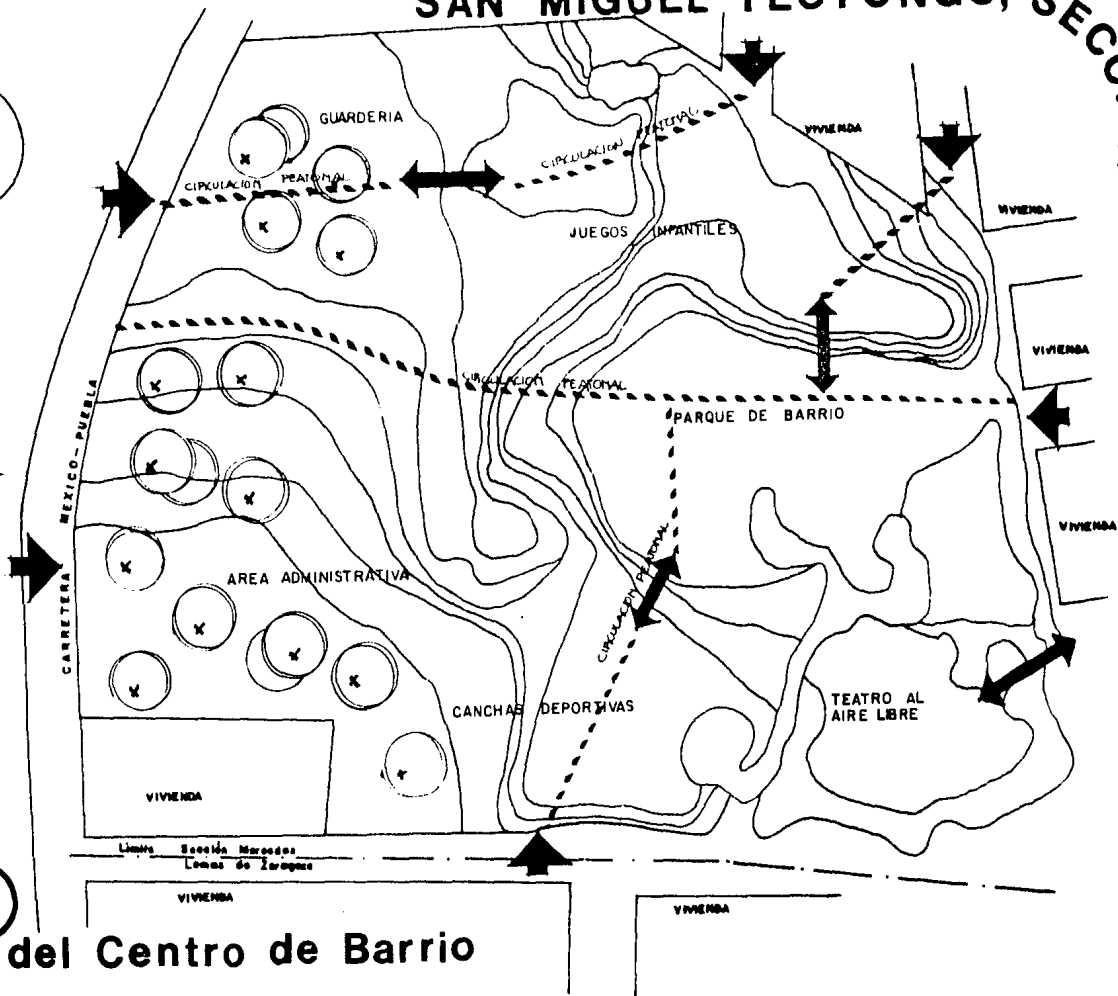 SAN MIGUEL TEOTONGO, SECC
GUARDERIA
CIRCULACION PEATONAL
CIRCULACION PEATONAL
VIVIENDA
VIVIENDA
JUEGOS INFANTILES
VIVIENDA
CIRCULACION PEATONAL
PARQUE DE BARRIO
CARRETERA MEXICO-PUEBLA
VIVIENDA
CIRCULACION PEATONAL
AREA ADMINISTRATIVA
CANCHAS DEPORTIVAS
TEATRO AL
AIRE LIBRE
VIVIENDA
Límite Sección Mercedes
Lomas de Zaragoza
VIVIENDA
VIVIENDA
del Centro de Barrio